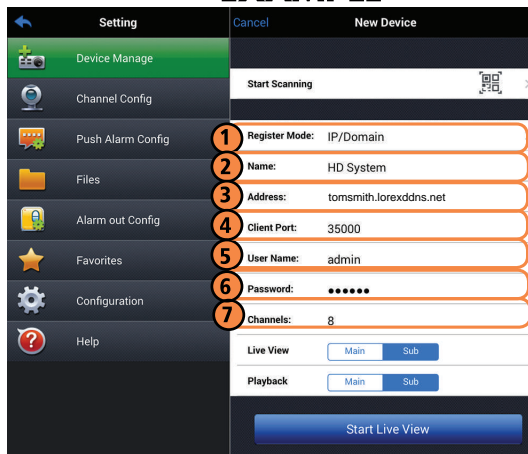 Setting
Device Manage
Channel Config
Push Alarm Config
Files
Alarm out Config
Favorites
Configuration
Help
Cancel New Device
Start Scanning
1 Register Mode: IP/Domain
2 Name: HD System
3 Address: tomsmith.lorexddns.net
4 Client Port: 35000
5 User Name: admin
6 Password: ●●●●●●
7 Channels: 8
Live View Main Sub
Playback Main Sub
Start Live View